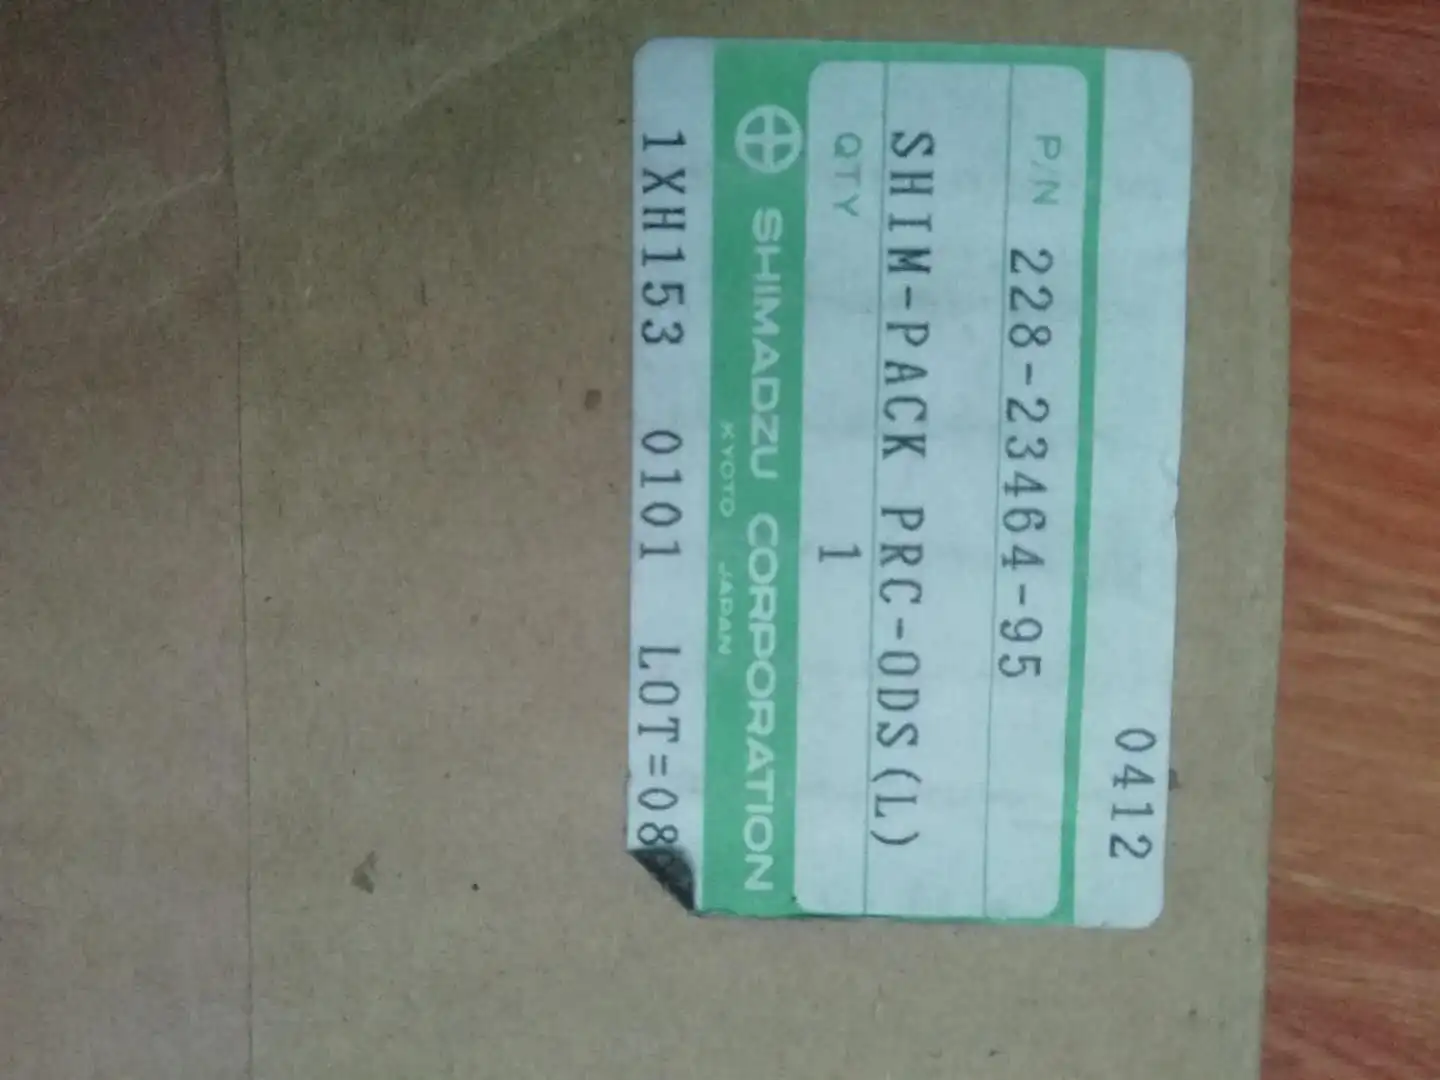 0412
P/N 228-23464-95
SHIM-PACK PRC-ODS(L)
QTY 1
SHIMADZU CORPORATION
KYOTO JAPAN
1XH153 0101 LOT=08